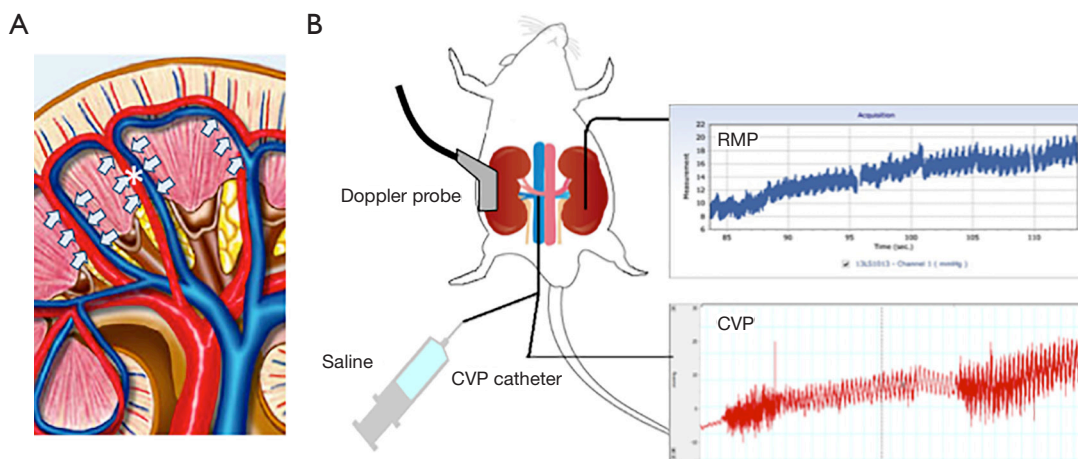 A
B
Doppler probe
Saline
CVP catheter
Acquisition
RMP
Measurement
22
20
18
16
14
12
10
8
6
85
90
95
100
105
110
Time (sec.)
13LS1013 - Channel 1 ( mmHg )
CVP